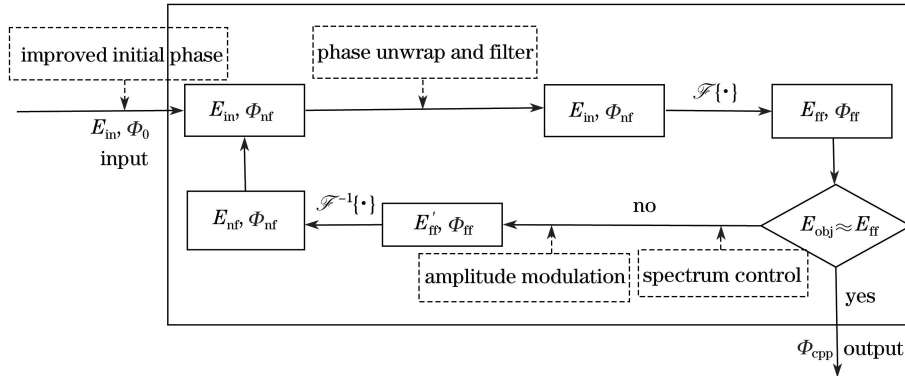 improved initial phase
phase unwrap and filter
E_in, Φ_0
input
E_in, Φ_nf
E_in, Φ_nf
ℱ{·}
E_ff, Φ_ff
E_nf, Φ_nf
ℱ⁻¹{·}
E′_ff, Φ_ff
no
E_obj≈E_ff
amplitude modulation
spectrum control
yes
Φ_cpp output